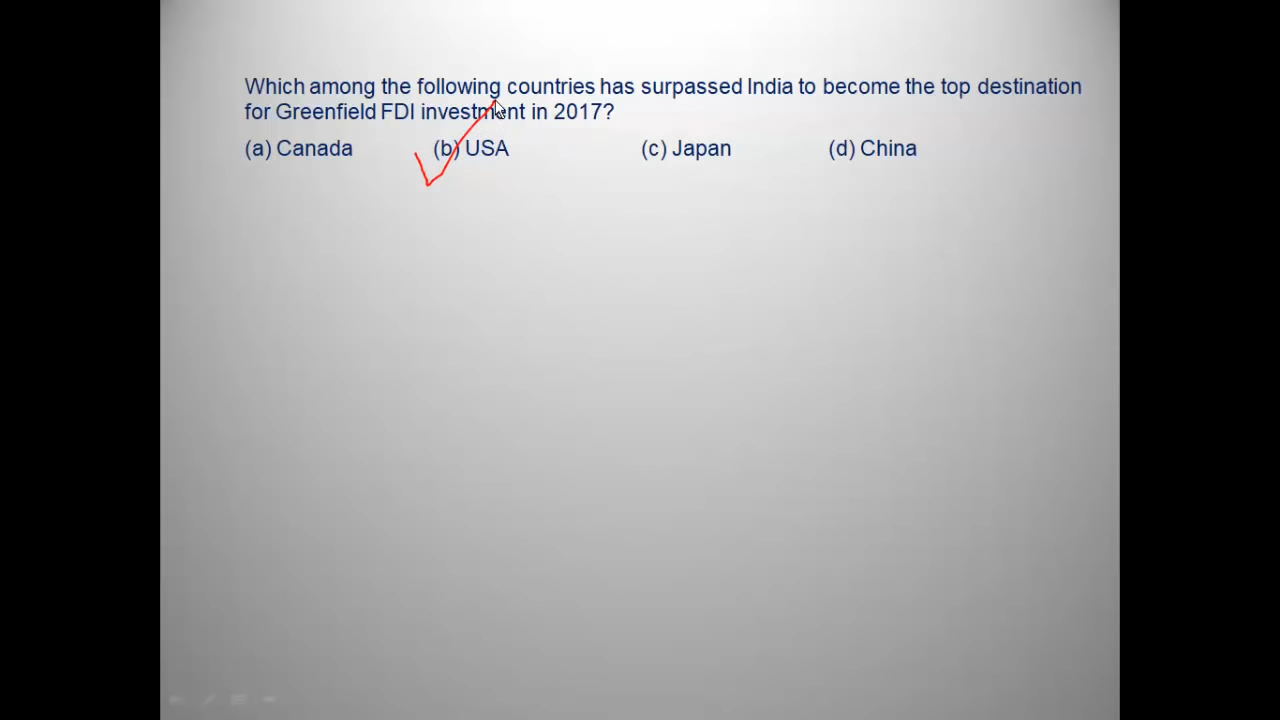 Which among the following countries has surpassed India to become the top destination
for Greenfield FDI investment in 2017?
(a) Canada (b) USA (c) Japan (d) China